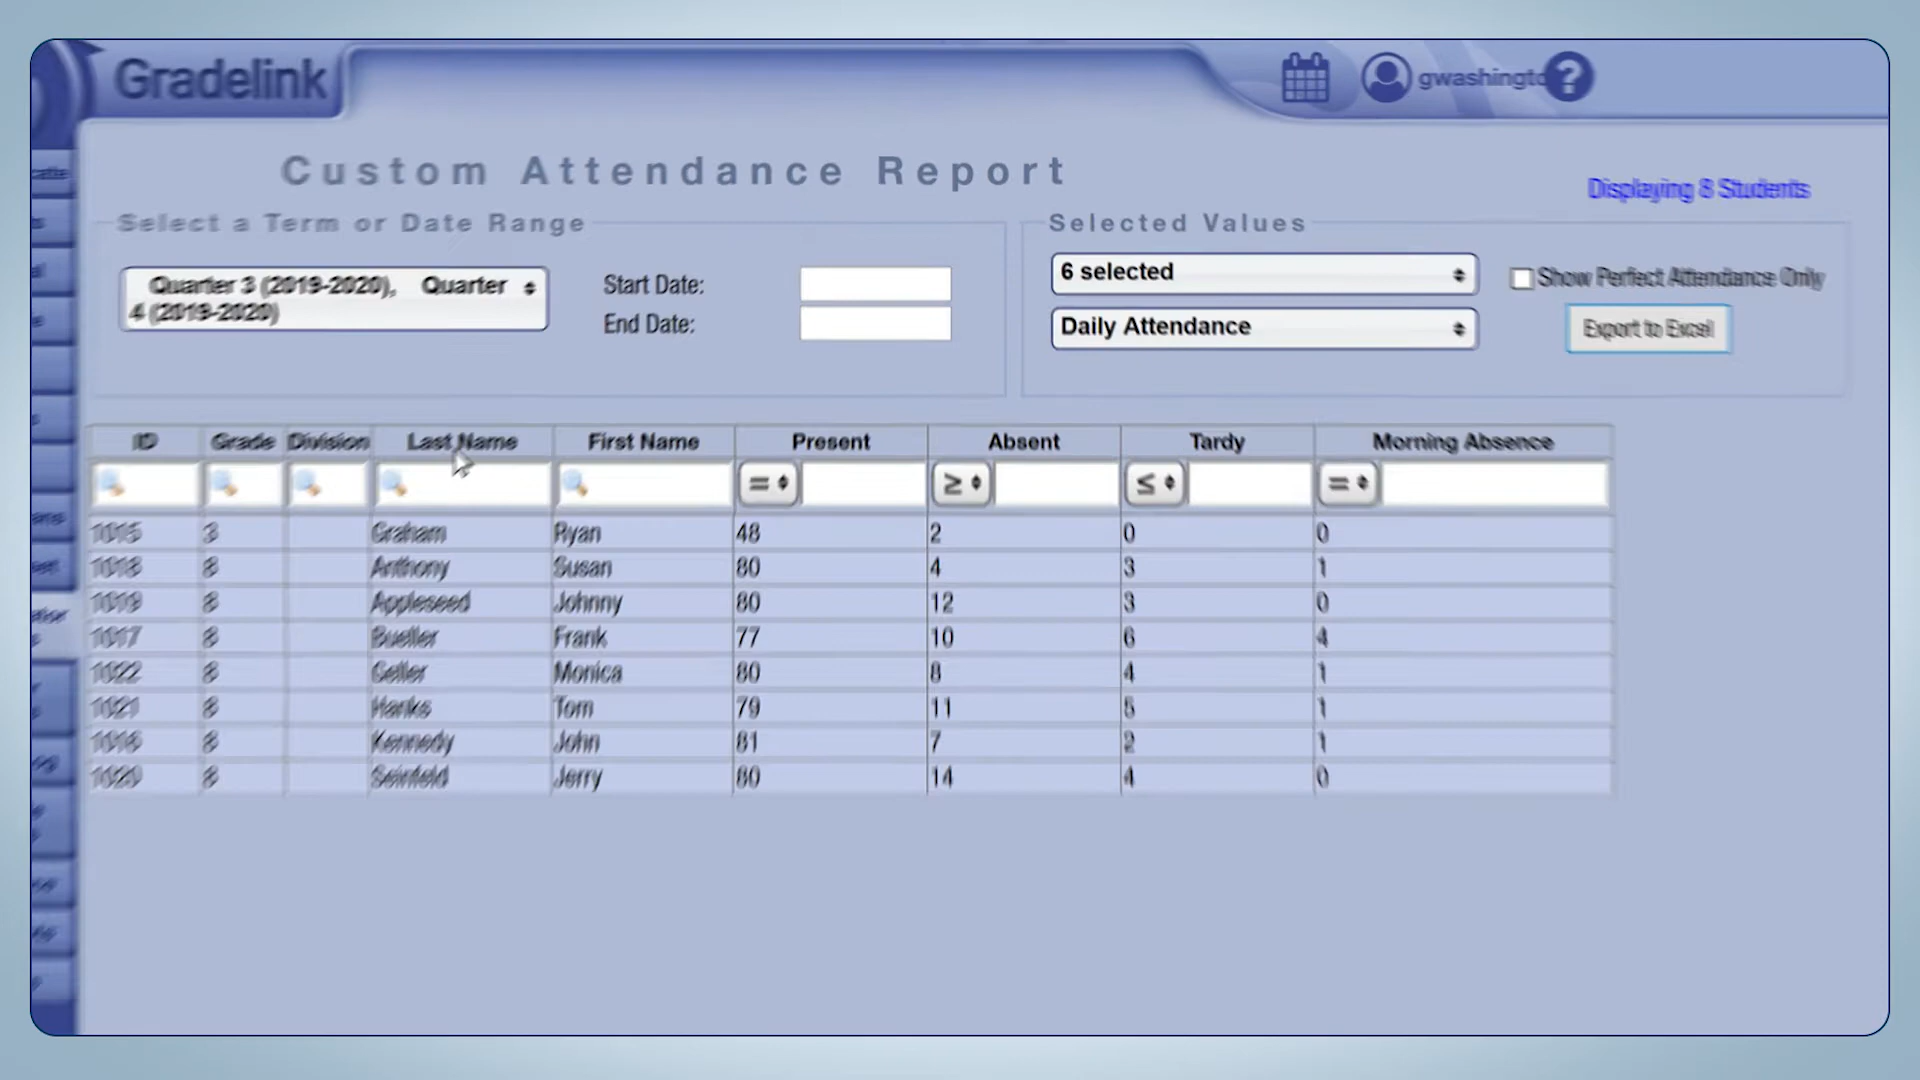 Gradelink
Custom Attendance Report
Displaying 8 Students
Select a Term or Date Range
Quarter 3 (2019-2020), Quarter
4 (2019-2020)
Start Date:
End Date:
Selected Values
6 selected
Daily Attendance
Show Perfect Attendance Only
Export to Excel
ID Grade Division Last Name First Name Present Absent Tardy Morning Absence
= ≥ ≤ =
1015 3 Graham Ryan 48 2 0 0
1018 8 Anthony Susan 80 4 3 1
1019 8 Appleseed Johnny 80 12 3 0
1017 8 Bueller Frank 77 10 6 4
1022 8 Geller Monica 80 8 4 1
1021 8 Hanks Tom 79 11 5 1
1016 8 Kennedy John 81 7 2 1
1020 8 Seinfeld Jerry 80 14 4 0